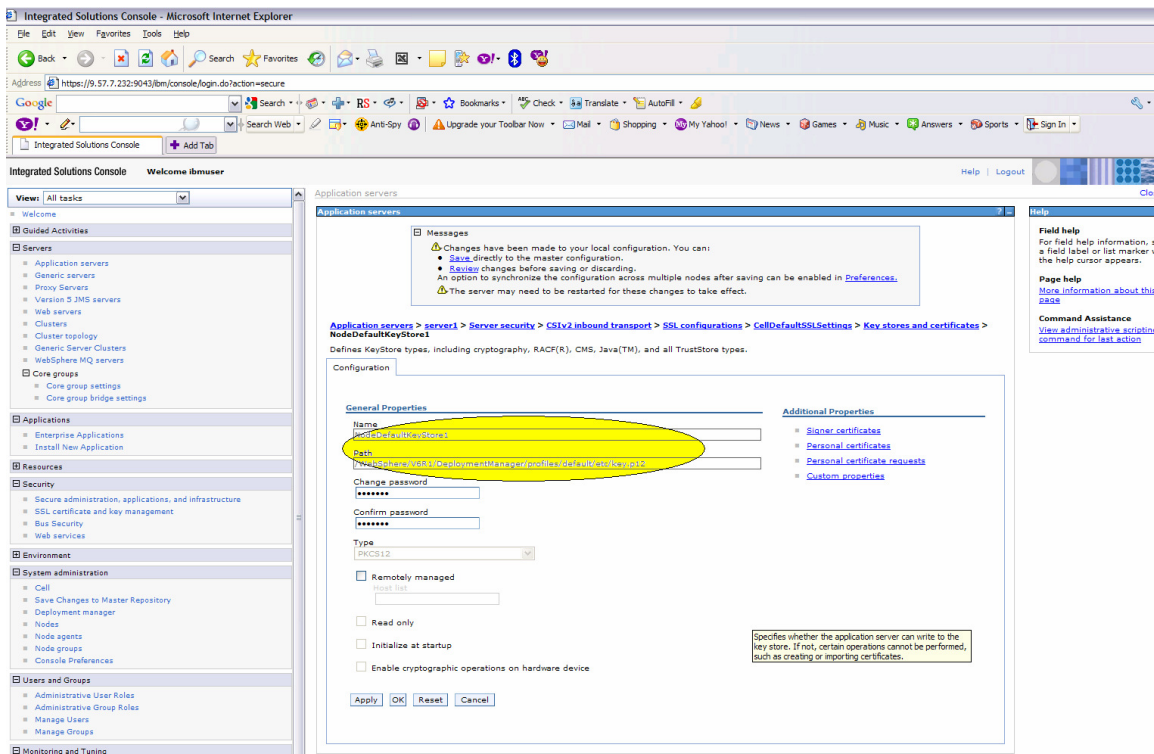 Integrated Solutions Console - Microsoft Internet Explorer
File Edit View Favorites Tools Help
Back Search Favorites
Address https://9.57.7.232:9043/ibm/console/login.do?action=secure
Google Search RS Bookmarks Check Translate AutoFill
Search Web Anti-Spy Upgrade your Toolbar Now Mail Shopping My Yahoo! News Games Music Answers Sports Sign In
Integrated Solutions Console Add Tab
Integrated Solutions Console Welcome ibmuser Help | Logout
View: All tasks
Welcome
Guided Activities
Servers
Application servers
Generic servers
Proxy Servers
Version 5 JMS servers
Web servers
Clusters
Cluster topology
Generic Server Clusters
WebSphere MQ servers
Core groups
Core group settings
Core group bridge settings
Applications
Enterprise Applications
Install New Application
Resources
Security
Secure administration, applications, and infrastructure
SSL certificate and key management
Bus Security
Web services
Environment
System administration
Cell
Save Changes to Master Repository
Deployment manager
Nodes
Node agents
Node groups
Console Preferences
Users and Groups
Administrative User Roles
Administrative Group Roles
Manage Users
Manage Groups
Monitoring and Tuning
Application servers Clo
Application servers ? -
Messages
Changes have been made to your local configuration. You can:
Save directly to the master configuration.
Review changes before saving or discarding.
An option to synchronize the configuration across multiple nodes after saving can be enabled in Preferences.
The server may need to be restarted for these changes to take effect.
Application servers > server1 > Server security > CSIv2 inbound transport > SSL configurations > CellDefaultSSLSettings > Key stores and certificates >
NodeDefaultKeyStore1
Defines KeyStore types, including cryptography, RACF(R), CMS, Java(TM), and all TrustStore types.
Configuration
General Properties
Name
NodeDefaultKeyStore1
Path
/WebSphere/V6R1/DeploymentManager/profiles/default/etc/key.p12
Change password
•••••••
Confirm password
•••••••
Type
PKCS12
Remotely managed
Host list
Read only
Initialize at startup
Enable cryptographic operations on hardware device
Apply OK Reset Cancel
Additional Properties
Signer certificates
Personal certificates
Personal certificate requests
Custom properties
Specifies whether the application server can write to the
key store. If not, certain operations cannot be performed,
such as creating or importing certificates.
Help
Field help
For field help information, s
a field label or list marker
the help cursor appears.
Page help
More information about this
page
Command Assistance
View administrative scripting
command for last action